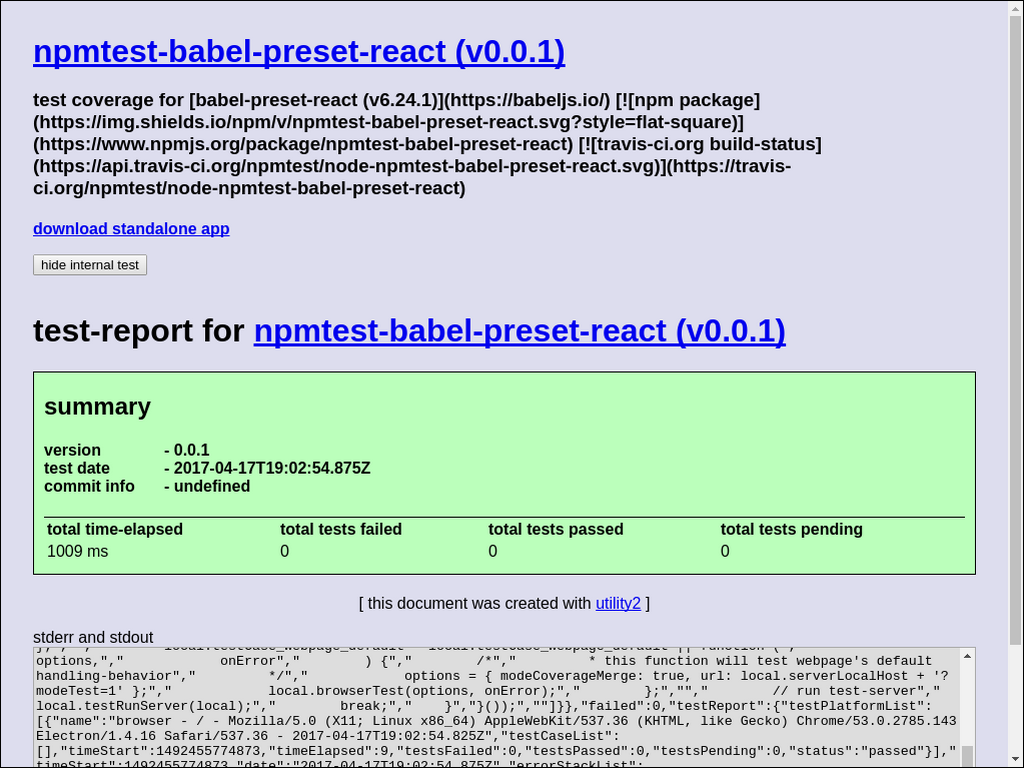 npmtest-babel-preset-react (v0.0.1)
test coverage for [babel-preset-react (v6.24.1)](https://babeljs.io/) [![npm package]
(https://img.shields.io/npm/v/npmtest-babel-preset-react.svg?style=flat-square)]
(https://www.npmjs.org/package/npmtest-babel-preset-react) [![travis-ci.org build-status]
(https://api.travis-ci.org/npmtest/node-npmtest-babel-preset-react.svg)](https://travis-
ci.org/npmtest/node-npmtest-babel-preset-react)
download standalone app
hide internal test
test-report for npmtest-babel-preset-react (v0.0.1)
summary
version - 0.0.1
test date - 2017-04-17T19:02:54.875Z
commit info - undefined
total time-elapsed total tests failed total tests passed total tests pending
1009 ms 0 0 0
[ this document was created with utility2 ]
stderr and stdout
options,"," onError"," ) {"," /*"," * this function will test webpage's default
handling-behavior"," */"," options = { modeCoverageMerge: true, url: local.serverLocalHost + '?
modeTest=1' };"," local.browserTest(options, onError);"," };",""," // run test-server","
local.testRunServer(local);"," break;"," }","}());",""]}},"failed":0,"testReport":{"testPlatformList":
[{"name":"browser - / - Mozilla/5.0 (X11; Linux x86_64) AppleWebKit/537.36 (KHTML, like Gecko) Chrome/53.0.2785.143
Electron/1.4.16 Safari/537.36 - 2017-04-17T19:02:54.825Z","testCaseList":
[],"timeStart":1492455774873,"timeElapsed":9,"testsFailed":0,"testsPassed":0,"testsPending":0,"status":"passed"}],"
timeStart":1492455774873,"date":"2017-04-17T19:02:54.875Z","errorStackList":